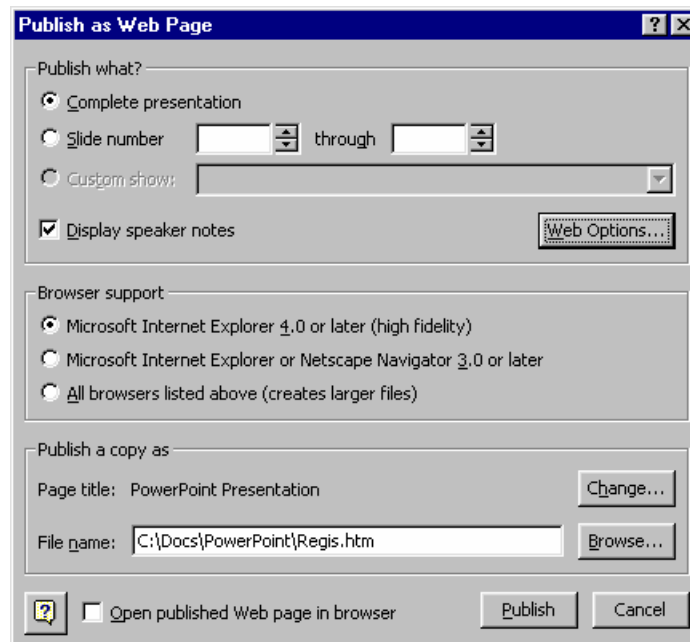 Publish as Web Page
Publish what?
Complete presentation
Slide number through
Custom show:
Display speaker notes Web Options...
Browser support
Microsoft Internet Explorer 4.0 or later (high fidelity)
Microsoft Internet Explorer or Netscape Navigator 3.0 or later
All browsers listed above (creates larger files)
Publish a copy as
Page title: PowerPoint Presentation Change...
File name: C:\Docs\PowerPoint\Regis.htm Browse...
Open published Web page in browser Publish Cancel